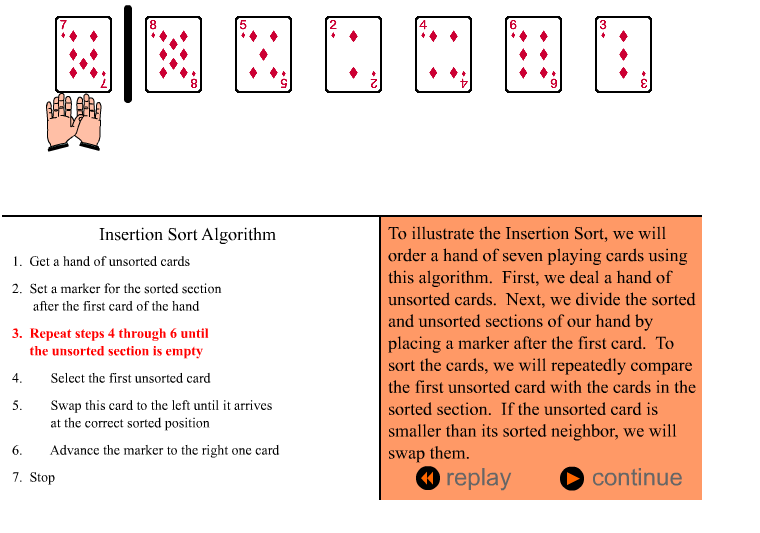 7 8 5 2 4 6 3
7 8 5 2 4 6 3
Insertion Sort Algorithm
1. Get a hand of unsorted cards
2. Set a marker for the sorted section
after the first card of the hand
3. Repeat steps 4 through 6 until
the unsorted section is empty
4. Select the first unsorted card
5. Swap this card to the left until it arrives
at the correct sorted position
6. Advance the marker to the right one card
7. Stop
To illustrate the Insertion Sort, we will
order a hand of seven playing cards using
this algorithm. First, we deal a hand of
unsorted cards. Next, we divide the sorted
and unsorted sections of our hand by
placing a marker after the first card. To
sort the cards, we will repeatedly compare
the first unsorted card with the cards in the
sorted section. If the unsorted card is
smaller than its sorted neighbor, we will
swap them.
replay continue